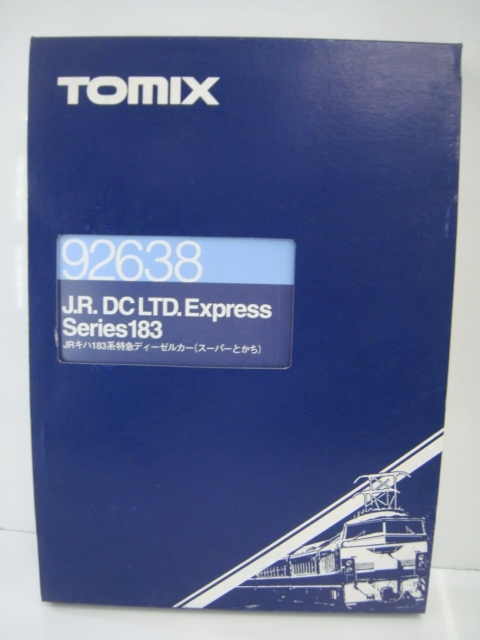 TOMIX
92638
J.R. DC LTD. Express
Series183
JRキハ183系特急ディーゼルカー(スーパーとかち)